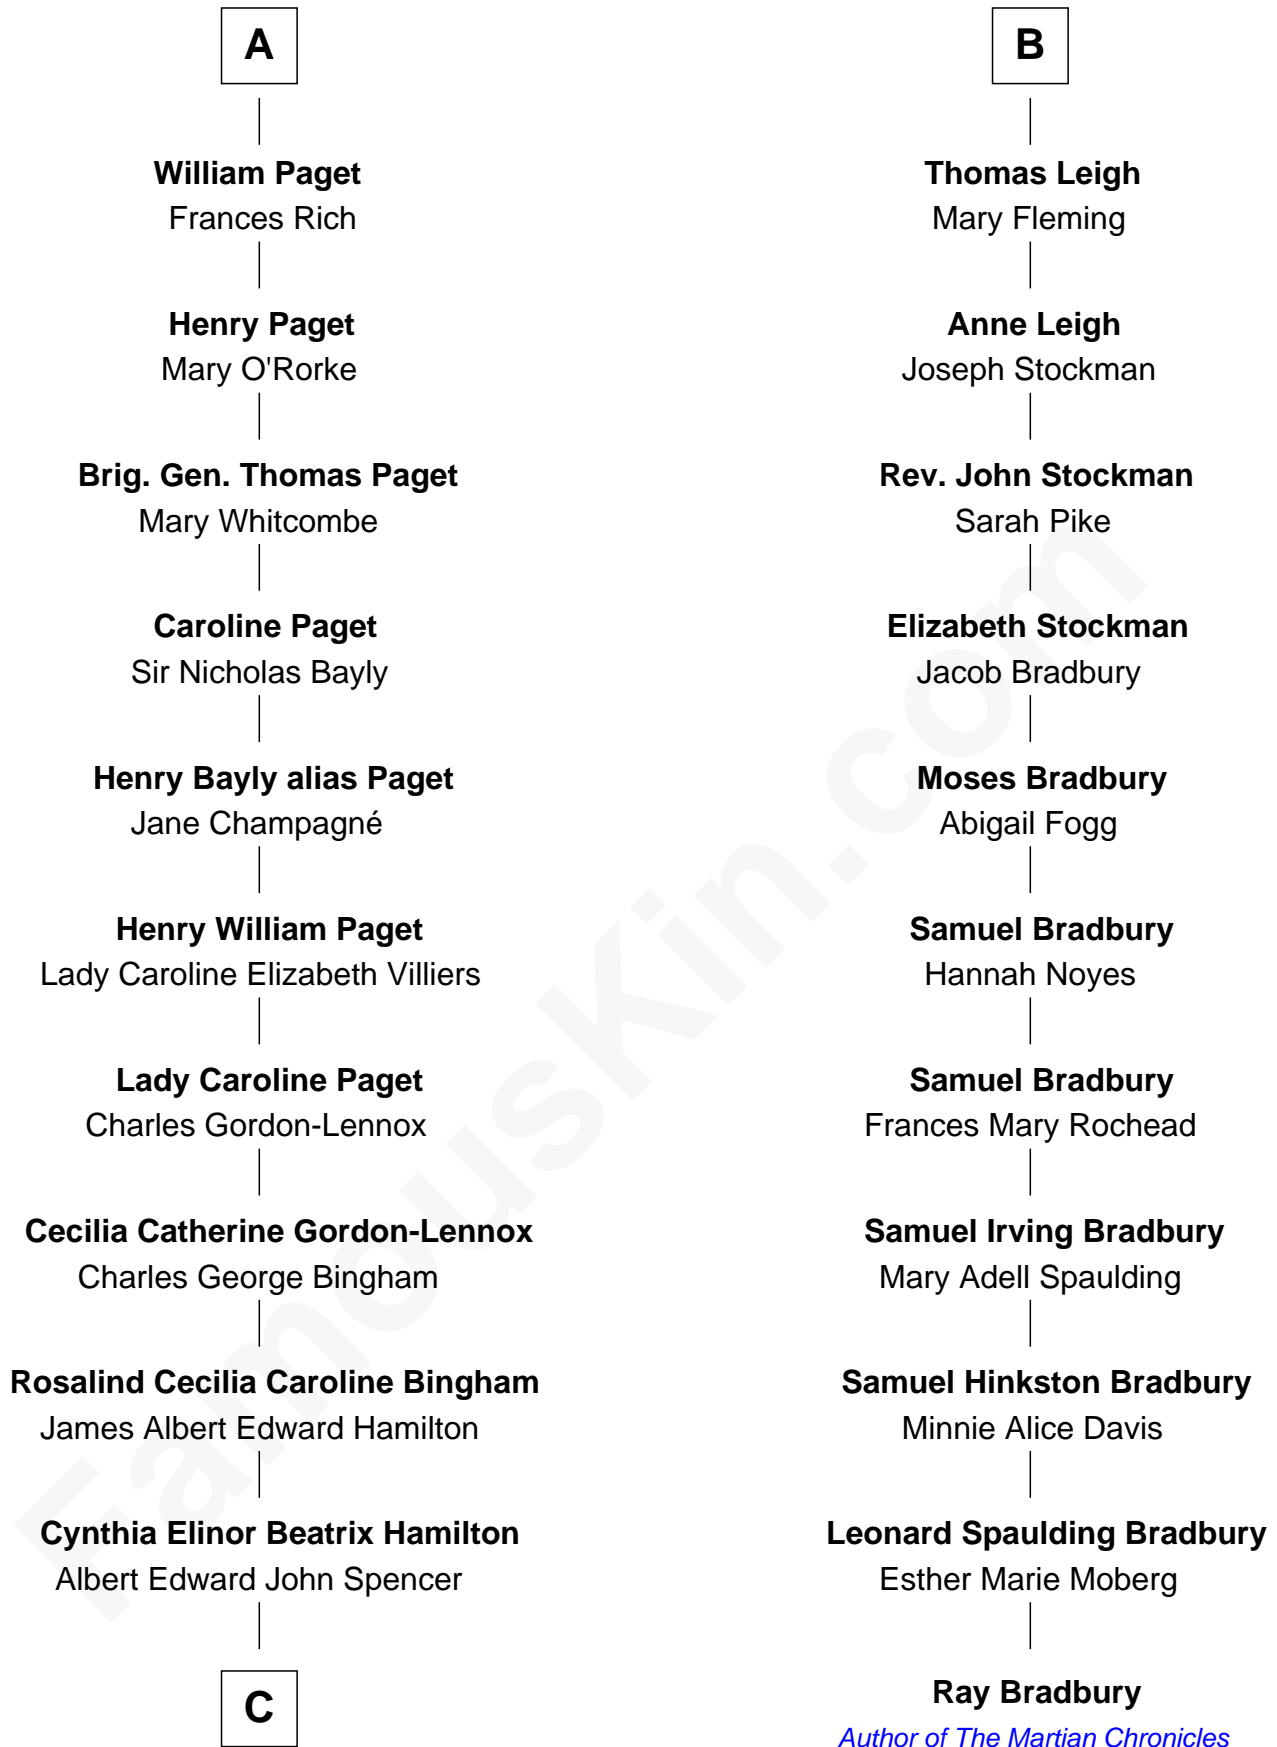 A
William Paget
Frances Rich
Henry Paget
Mary O'Rorke
Brig. Gen. Thomas Paget
Mary Whitcombe
Caroline Paget
Sir Nicholas Bayly
Henry Bayly alias Paget
Jane Champagné
Henry William Paget
Lady Caroline Elizabeth Villiers
Lady Caroline Paget
Charles Gordon-Lennox
Cecilia Catherine Gordon-Lennox
Charles George Bingham
Rosalind Cecilia Caroline Bingham
James Albert Edward Hamilton
Cynthia Elinor Beatrix Hamilton
Albert Edward John Spencer
C
B
Thomas Leigh
Mary Fleming
Anne Leigh
Joseph Stockman
Rev. John Stockman
Sarah Pike
Elizabeth Stockman
Jacob Bradbury
Moses Bradbury
Abigail Fogg
Samuel Bradbury
Hannah Noyes
Samuel Bradbury
Frances Mary Rochead
Samuel Irving Bradbury
Mary Adell Spaulding
Samuel Hinkston Bradbury
Minnie Alice Davis
Leonard Spaulding Bradbury
Esther Marie Moberg
Ray Bradbury
Author of The Martian Chronicles
FamousKin.com